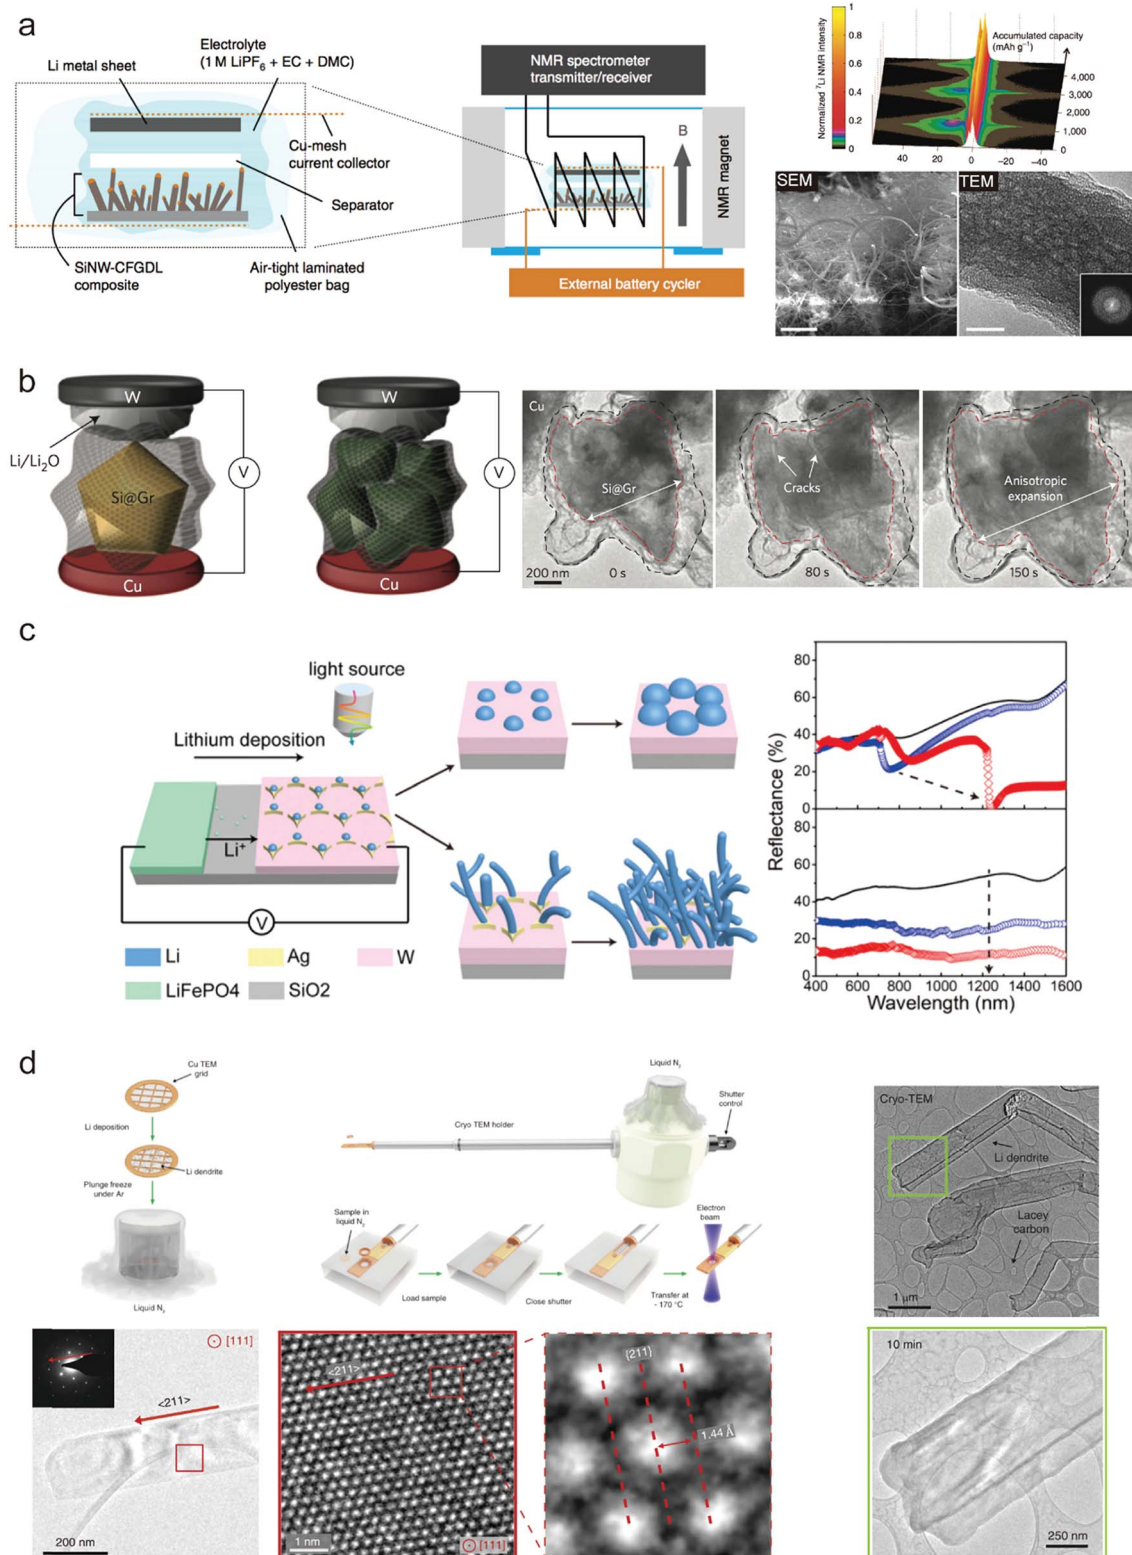 a
Electrolyte
(1 M LiPF6 + EC + DMC)
Li metal sheet
Cu-mesh
current collector
Separator
SiNW-CFGDL
composite
Air-tight laminated
polyester bag
NMR spectrometer
transmitter/receiver
B
NMR magnet
External battery cycler
Normalized 7Li NMR intensity
1
0.8
0.6
0.4
0.2
0
Accumulated capacity
(mAh g−1)
4,000
3,000
2,000
1,000
0
40
20
0
−20
−40
SEM
TEM
b
W
Li/Li2O
Si@Gr
V
Cu
W
V
Cu
Cu
Si@Gr
200 nm
0 s
Cracks
80 s
Anisotropic
expansion
150 s
c
light source
Lithium deposition
Li+
V
Li
Ag
W
LiFePO4
SiO2
Reflectance (%)
80
60
40
20
0
80
60
40
20
0
400 600 800 1000 1200 1400 1600
Wavelength (nm)
d
Cu TEM
grid
Li deposition
Li dendrite
Plunge freeze
under Ar
Liquid N2
Cryo TEM holder
Liquid N2
Shutter
control
Sample in
liquid N2
Load sample
Close shutter
Transfer at
- 170 °C
Electron
beam
Cryo-TEM
Li dendrite
Lacey
carbon
1 μm
[111]
<211>
200 nm
<211>
1 nm
[111]
{211}
1.44 Å
10 min
250 nm